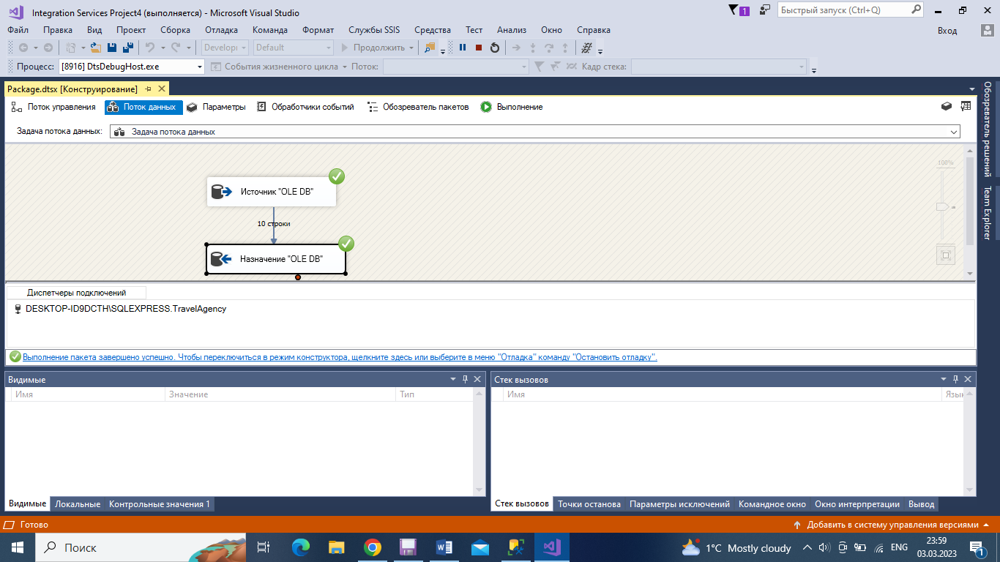 Integration Services Project4 (выполняется) - Microsoft Visual Studio
1
Быстрый запуск (Ctrl+Q)
Файл Правка Вид Проект Сборка Отладка Команда Формат Службы SSIS Средства Тест Анализ Окно Справка Вход
Developi Default Продолжить
Процесс: [8916] DtsDebugHost.exe События жизненного цикла Поток: Кадр стека:
Package.dtsx [Конструирование]
Поток управления Поток данных Параметры Обработчики событий Обозреватель пакетов Выполнение
Задача потока данных: Задача потока данных
100%
Источник "OLE DB"
10 строки
Назначение "OLE DB"
Обозреватель решений
Team Explorer
Диспетчеры подключений
DESKTOP-ID9DCTH\SQLEXPRESS.TravelAgency
Выполнение пакета завершено успешно. Чтобы переключиться в режим конструктора, щелкните здесь или выберите в меню "Отладка" команду "Остановить отладку".
Видимые
Имя Значение Тип
Видимые Локальные Контрольные значения 1
Стек вызовов
Имя Язык
Стек вызовов Точки останова Параметры исключений Командное окно Окно интерпретации Вывод
Готово Добавить в систему управления версиями
Поиск
1°C Mostly cloudy ENG
23:59
03.03.2023
1